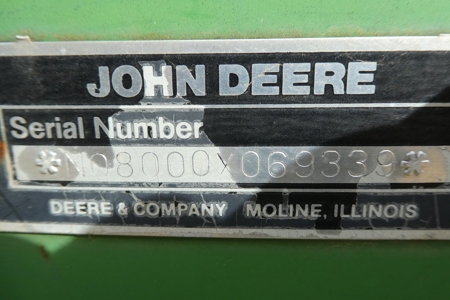 JOHN DEERE
Serial Number
*N08000X069339*
DEERE & COMPANY MOLINE, ILLINOIS